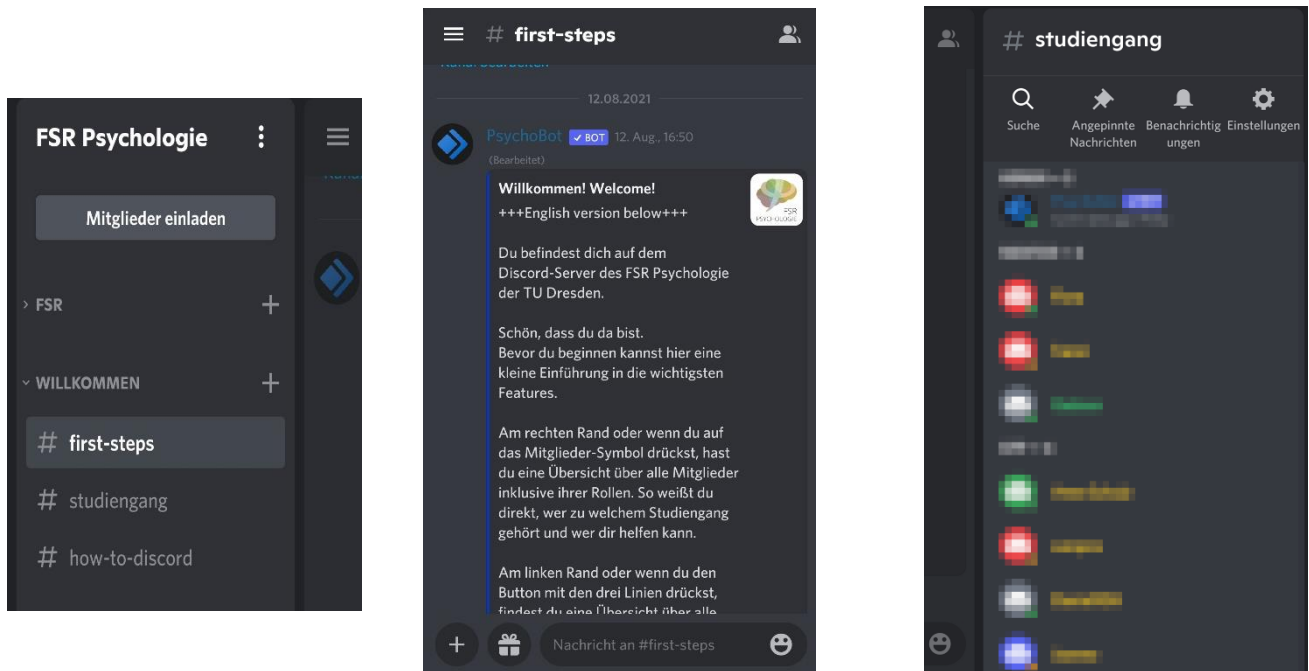 FSR Psychologie
Mitglieder einladen
FSR
WILLKOMMEN
# first-steps
# studiengang
# how-to-discord
# first-steps
12.08.2021
PsychoBot ✓ BOT 12. Aug., 16:50
(Bearbeitet)
Willkommen! Welcome!
+++English version below+++
FSR
PSYCHOLOGIE
Du befindest dich auf dem
Discord-Server des FSR Psychologie
der TU Dresden.
Schön, dass du da bist.
Bevor du beginnen kannst hier eine
kleine Einführung in die wichtigsten
Features.
Am rechten Rand oder wenn du auf
das Mitglieder-Symbol drückst, hast
du eine Übersicht über alle Mitglieder
inklusive ihrer Rollen. So weißt du
direkt, wer zu welchem Studiengang
gehört und wer dir helfen kann.
Am linken Rand oder wenn du den
Button mit den drei Linien drückst,
findest du eine Übersicht über alle
Nachricht an #first-steps
# studiengang
Suche
Angepinnte
Nachrichten
Benachrichtig
ungen
Einstellungen